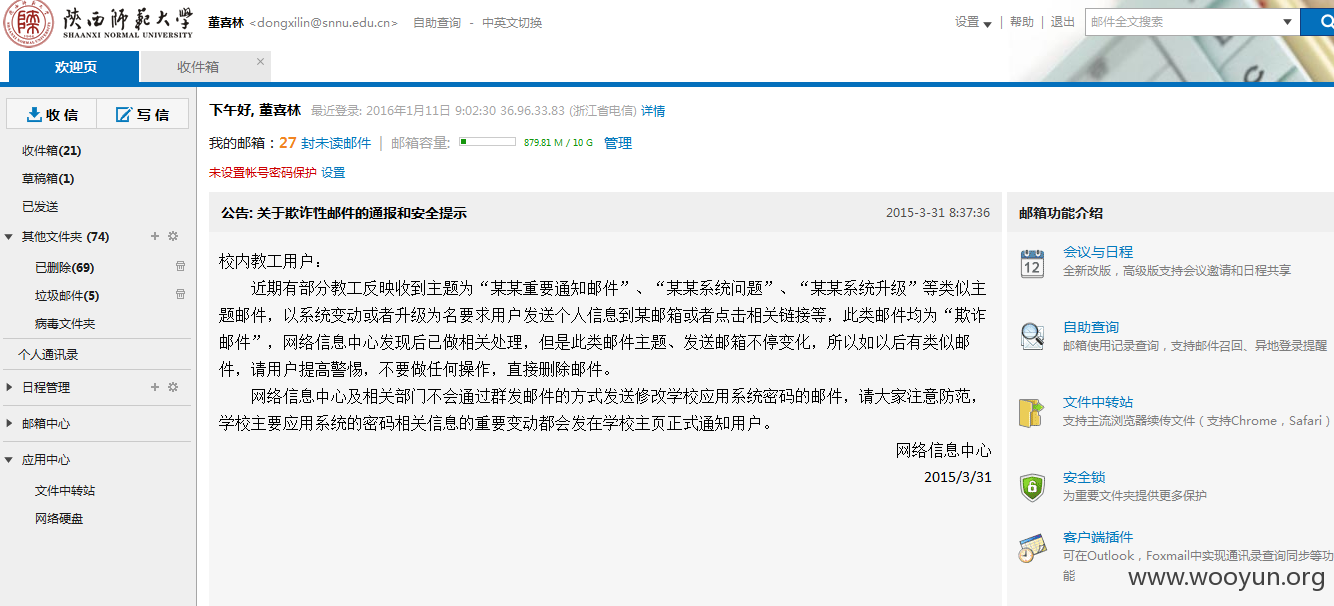 陕西师范大学
SHAANXI NORMAL UNIVERSITY
董喜林 <dongxilin@snnu.edu.cn> 自助查询 - 中英文切换
设置 | 帮助 | 退出 邮件全文搜索
欢迎页 收件箱
收信 写信
收件箱(21)
草稿箱(1)
已发送
其他文件夹 (74)
已删除(69)
垃圾邮件(5)
病毒文件夹
个人通讯录
日程管理
邮箱中心
应用中心
文件中转站
网络硬盘
下午好, 董喜林 最近登录: 2016年1月11日 9:02:30 36.96.33.83 (浙江省电信) 详情
我的邮箱：27 封未读邮件 | 邮箱容量: 879.81 M / 10 G 管理
未设置帐号密码保护 设置
公告: 关于欺诈性邮件的通报和安全提示 2015-3-31 8:37:36
校内教工用户：
近期有部分教工反映收到主题为“某某重要通知邮件”、“某某系统问题”、“某某系统升级”等类似主
题邮件，以系统变动或者升级为名要求用户发送个人信息到某邮箱或者点击相关链接等，此类邮件均为“欺诈
邮件”，网络信息中心发现后已做相关处理，但是此类邮件主题、发送邮箱不停变化，所以如以后有类似邮
件，请用户提高警惕，不要做任何操作，直接删除邮件。
网络信息中心及相关部门不会通过群发邮件的方式发送修改学校应用系统密码的邮件，请大家注意防范，
学校主要应用系统的密码相关信息的重要变动都会发在学校主页正式通知用户。
网络信息中心
2015/3/31
邮箱功能介绍
12
会议与日程
全新改版，高级版支持会议邀请和日程共享
自助查询
邮箱使用记录查询，支持邮件召回、异地登录提醒
文件中转站
支持主流浏览器续传文件（支持Chrome，Safari）
安全锁
为重要文件夹提供更多保护
客户端插件
可在Outlook，Foxmail中实现通讯录查询同步等功
能
www.wooyun.org